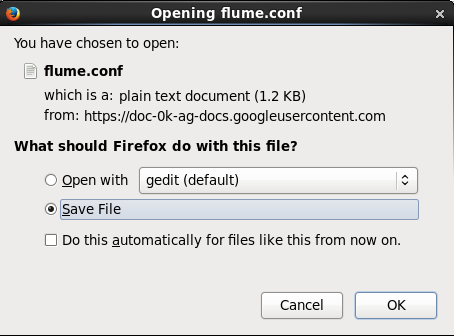 Opening flume.conf
You have chosen to open:
flume.conf
which is a: plain text document (1.2 KB)
from: https://doc-0k-ag-docs.googleusercontent.com
What should Firefox do with this file?
Open with gedit (default)
Save File
Do this automatically for files like this from now on.
Cancel OK